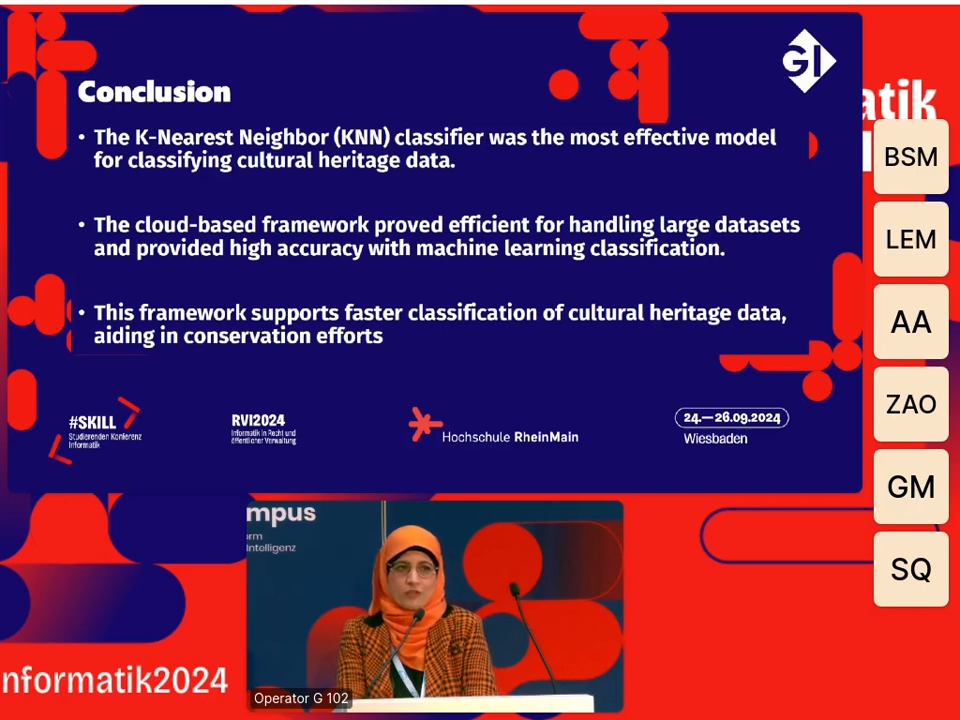 GI
Conclusion
• The K-Nearest Neighbor (KNN) classifier was the most effective model
for classifying cultural heritage data.
• The cloud-based framework proved efficient for handling large datasets
and provided high accuracy with machine learning classification.
• This framework supports faster classification of cultural heritage data,
aiding in conservation efforts
#SKILL
Studierenden Konferenz
Informatik
RVI2024
Informatik in Recht und
öffentlicher Verwaltung
Hochschule RheinMain
24.—26.09.2024
Wiesbaden
atik
BSM
LEM
AA
ZAO
GM
SQ
mpus
rm
Intelligenz
Operator G 102
nformatik2024